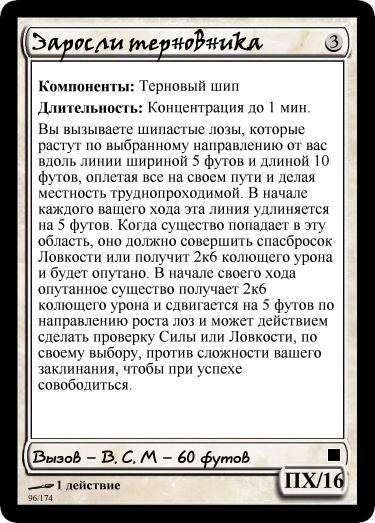 Заросли терновника
3
Компоненты: Терновый шип
Длительность: Концентрация до 1 мин.
Вы вызываете шипастые лозы, которые
растут по выбранному направлению от вас
вдоль линии шириной 5 футов и длиной 10
футов, оплетая все на своем пути и делая
местность труднопроходимой. В начале
каждого ващего хода эта линия удлиняется
на 5 футов. Когда существо попадает в эту
область, оно должно совершить спасбросок
Ловкости или получит 2к6 колющего урона
и будет опутано. В начале своего хода
опутанное существо получает 2к6
колющего урона и сдвигается на 5 футов по
направлению роста лоз и может действием
сделать проверку Силы или Ловкости, по
своему выбору, против сложности вашего
заклинания, чтобы при успехе
совободиться.
Вызов – В, С, М – 60 футов
ПХ/16
1 действие
96/174